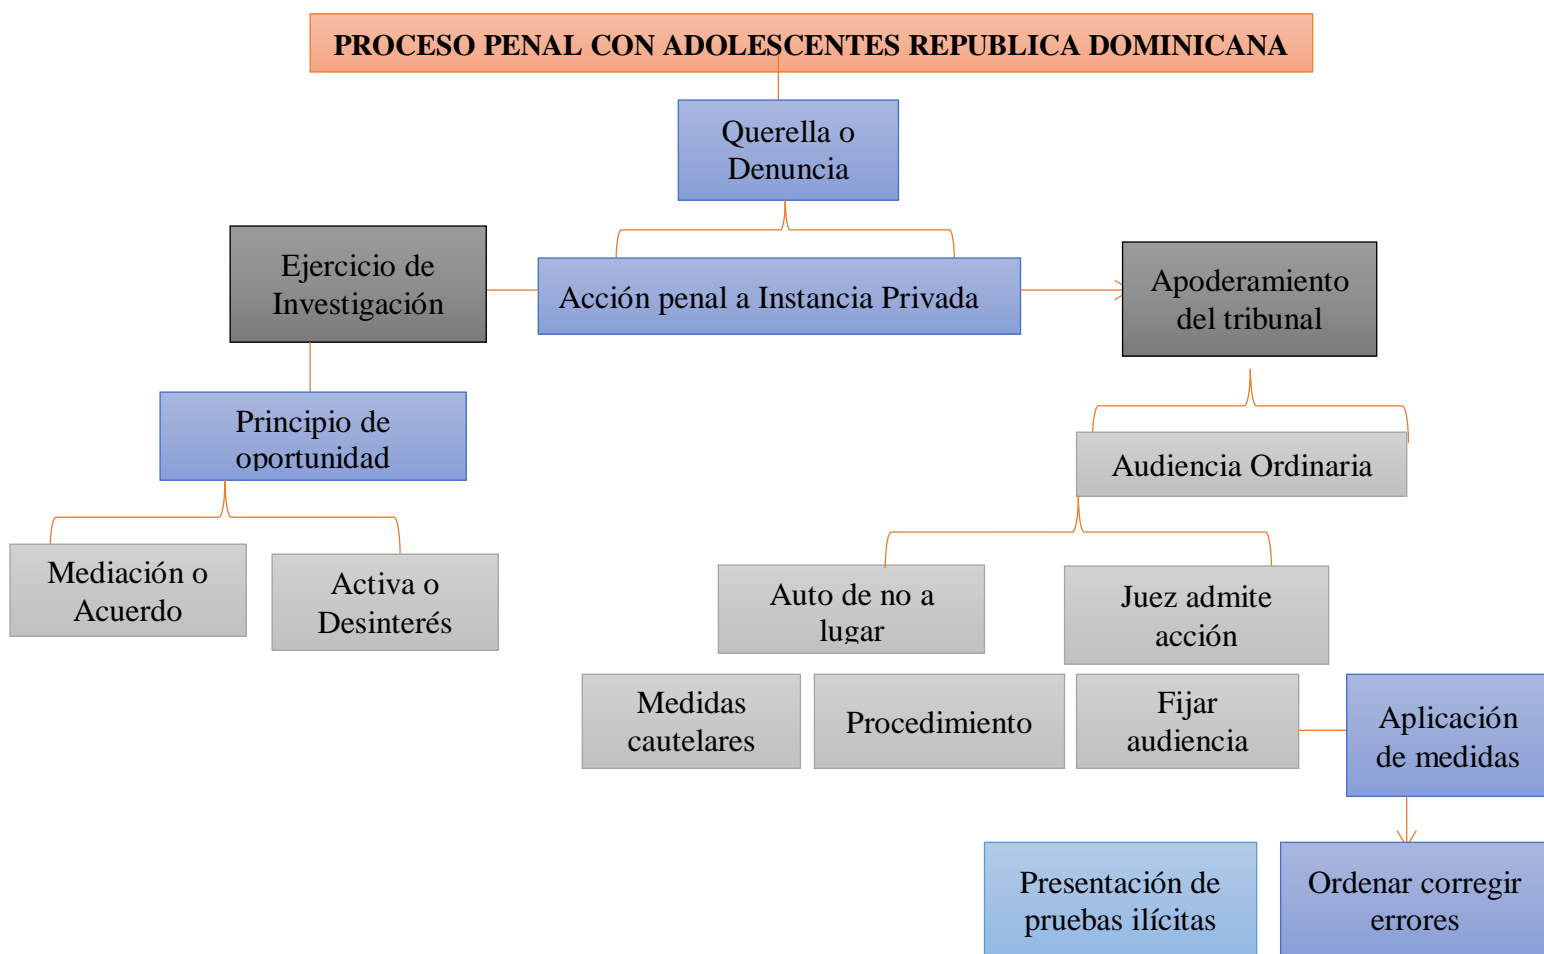 PROCESO PENAL CON ADOLESCENTES REPUBLICA DOMINICANA
Querella o
Denuncia
Ejercicio de
Investigación
Acción penal a Instancia Privada
Apoderamiento
del tribunal
Principio de
oportunidad
Audiencia Ordinaria
Mediación o
Acuerdo
Activa o
Desinterés
Auto de no a
lugar
Juez admite
acción
Medidas
cautelares
Procedimiento
Fijar
audiencia
Aplicación
de medidas
Presentación de
pruebas ilícitas
Ordenar corregir
errores